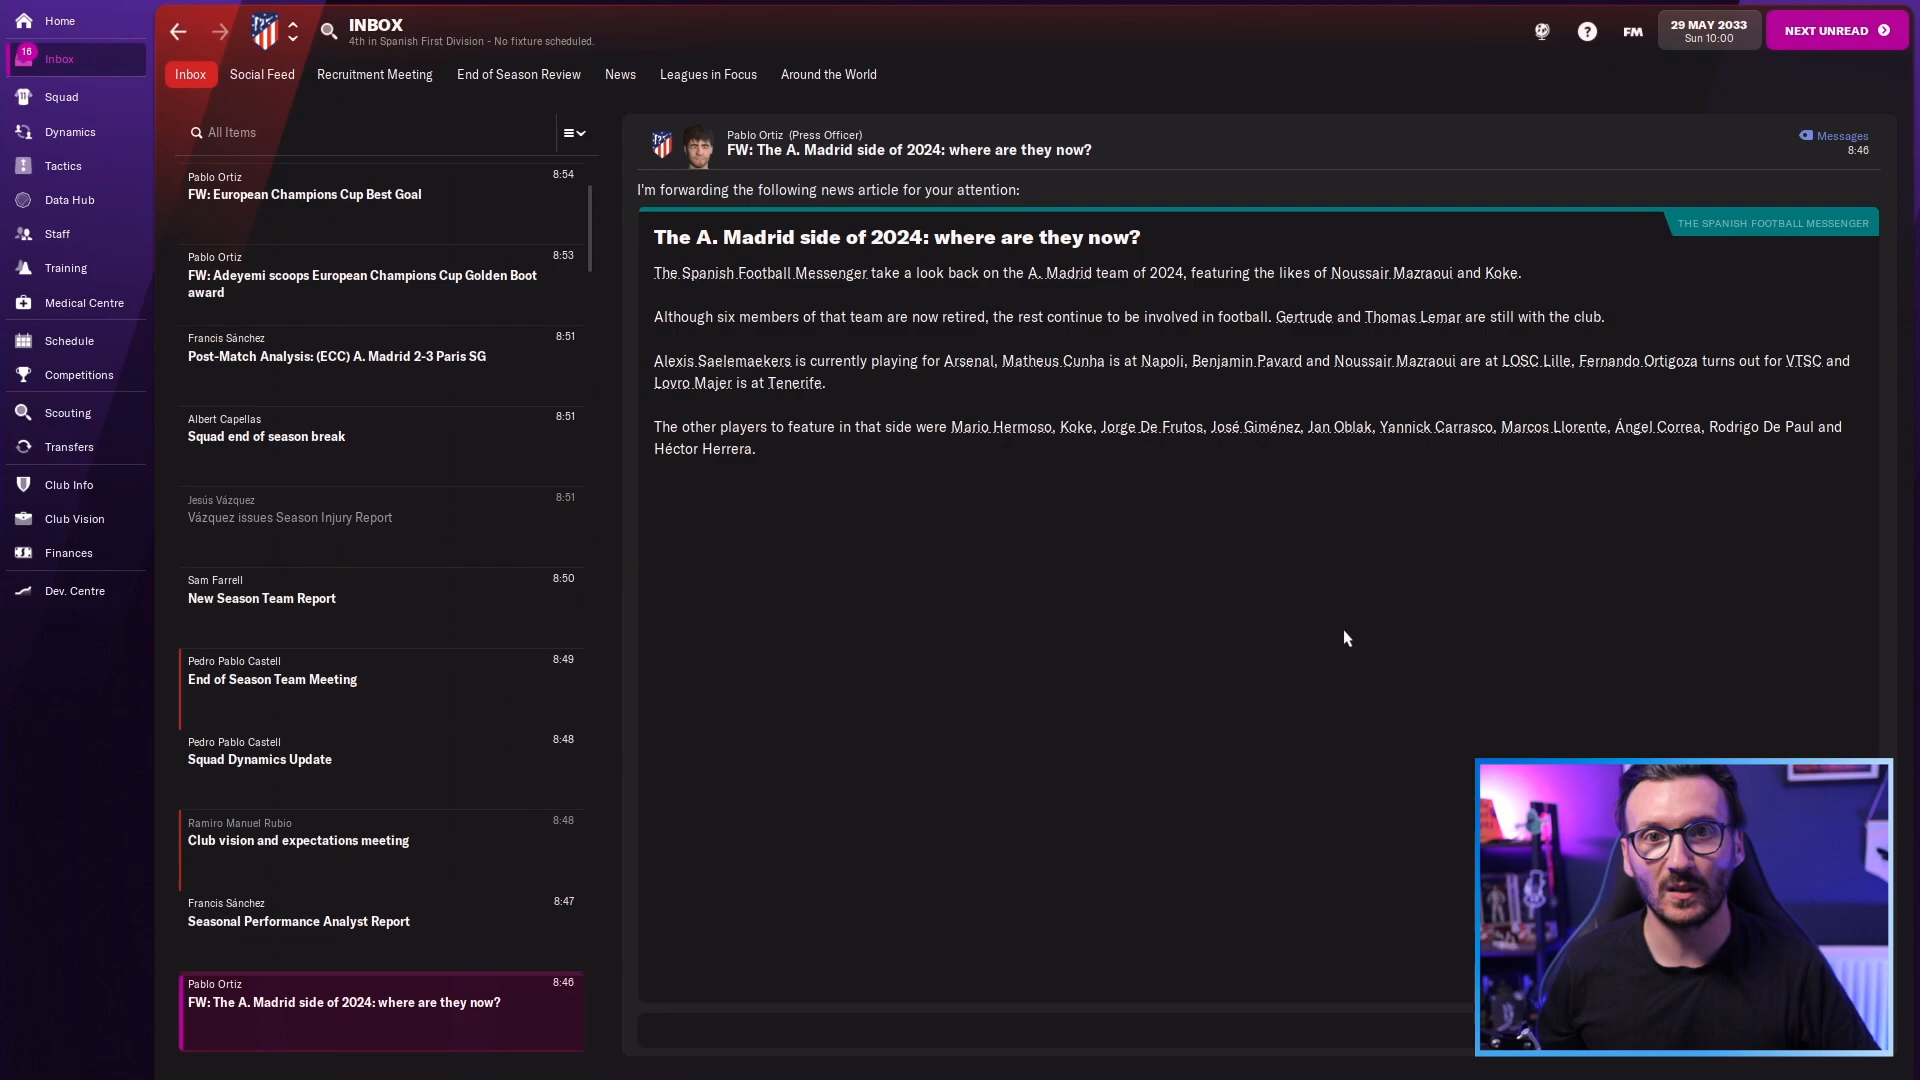 Home
16
Inbox
Squad
Dynamics
Tactics
Data Hub
Staff
Training
Medical Centre
Schedule
Competitions
Scouting
Transfers
Club Info
Club Vision
Finances
Dev. Centre
INBOX
4th in Spanish First Division - No fixture scheduled.
FM
29 MAY 2033
Sun 10:00
NEXT UNREAD
Inbox
Social Feed
Recruitment Meeting
End of Season Review
News
Leagues in Focus
Around the World
All Items
Pablo Ortiz
8:54
FW: European Champions Cup Best Goal
Pablo Ortiz
8:53
FW: Adeyemi scoops European Champions Cup Golden Boot
award
Francis Sánchez
8:51
Post-Match Analysis: (ECC) A. Madrid 2-3 Paris SG
Albert Capellas
8:51
Squad end of season break
Jesús Vázquez
8:51
Vázquez issues Season Injury Report
Sam Farrell
8:50
New Season Team Report
Pedro Pablo Castell
8:49
End of Season Team Meeting
Pedro Pablo Castell
8:48
Squad Dynamics Update
Ramiro Manuel Rubio
8:48
Club vision and expectations meeting
Francis Sánchez
8:47
Seasonal Performance Analyst Report
Pablo Ortiz
8:46
FW: The A. Madrid side of 2024: where are they now?
Pablo Ortiz (Press Officer)
FW: The A. Madrid side of 2024: where are they now?
Messages
8:46
I'm forwarding the following news article for your attention:
THE SPANISH FOOTBALL MESSENGER
The A. Madrid side of 2024: where are they now?
The Spanish Football Messenger take a look back on the A. Madrid team of 2024, featuring the likes of Noussair Mazraoui and Koke.
Although six members of that team are now retired, the rest continue to be involved in football. Gertrude and Thomas Lemar are still with the club.
Alexis Saelemaekers is currently playing for Arsenal, Matheus Cunha is at Napoli, Benjamin Pavard and Noussair Mazraoui are at LOSC Lille, Fernando Ortigoza turns out for VTSC and
Lovro Majer is at Tenerife.
The other players to feature in that side were Mario Hermoso, Koke, Jorge De Frutos, José Giménez, Jan Oblak, Yannick Carrasco, Marcos Llorente, Ángel Correa, Rodrigo De Paul and
Héctor Herrera.